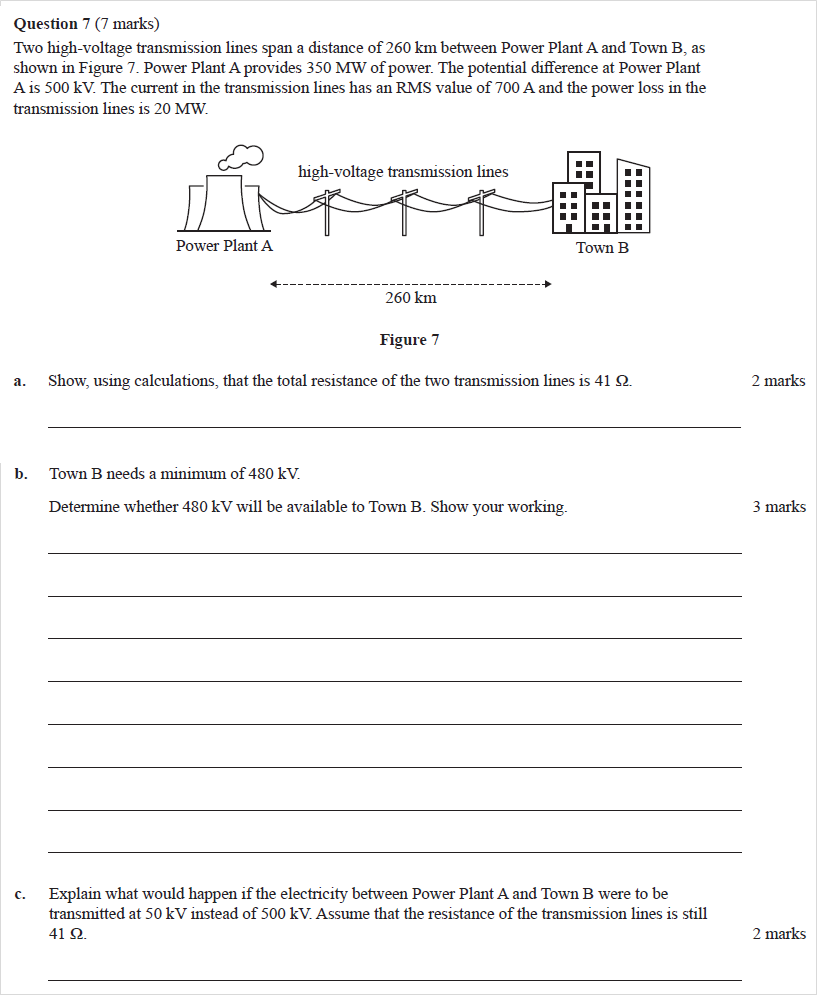 Question 7 (7 marks)
Two high-voltage transmission lines span a distance of 260 km between Power Plant A and Town B, as
shown in Figure 7. Power Plant A provides 350 MW of power. The potential difference at Power Plant
A is 500 kV. The current in the transmission lines has an RMS value of 700 A and the power loss in the
transmission lines is 20 MW.
high-voltage transmission lines
Power Plant A
Town B
260 km
Figure 7
a. Show, using calculations, that the total resistance of the two transmission lines is 41 Ω. 2 marks
b. Town B needs a minimum of 480 kV.
Determine whether 480 kV will be available to Town B. Show your working. 3 marks
c. Explain what would happen if the electricity between Power Plant A and Town B were to be
transmitted at 50 kV instead of 500 kV. Assume that the resistance of the transmission lines is still
41 Ω. 2 marks